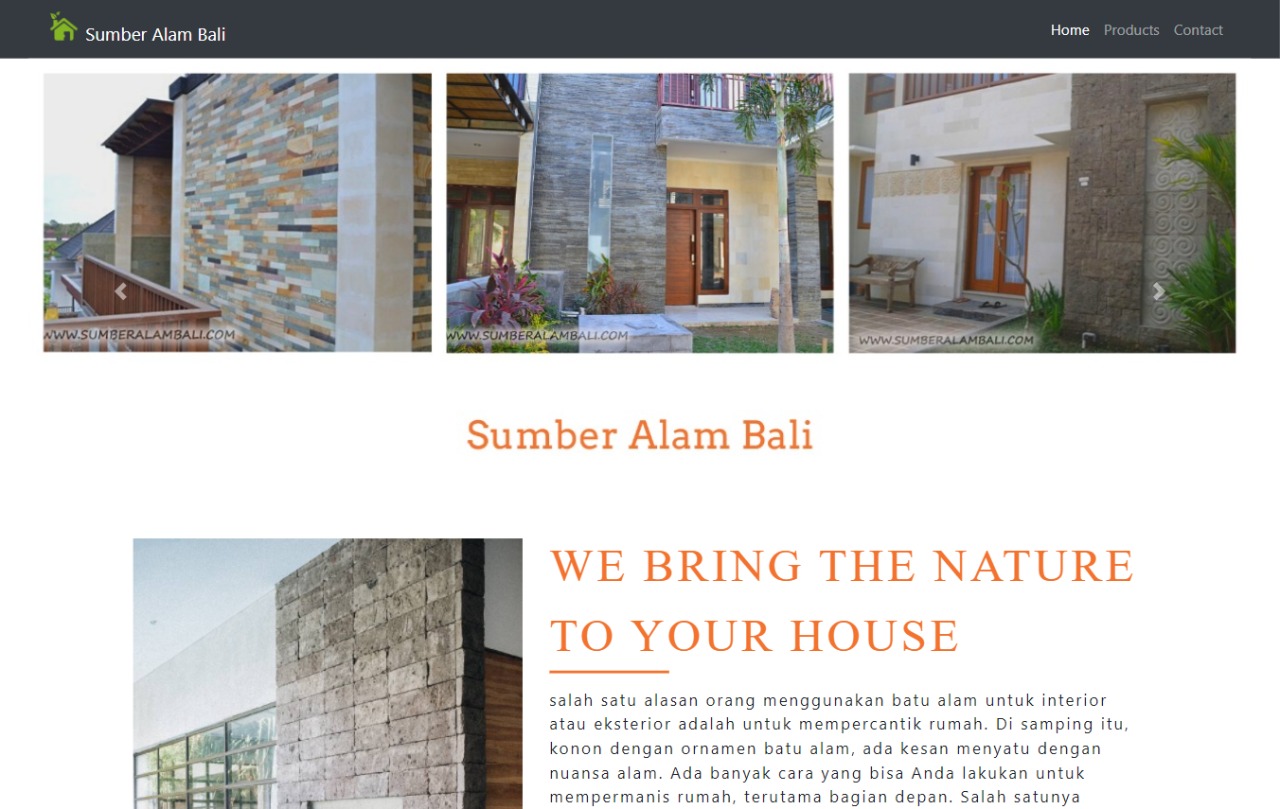 Sumber Alam Bali
Home Products Contact
WWW.SUMBERALAMBALI.COM
WWW.SUMBERALAMBALI.COM
WWW.SUMBERALAMBALI.COM
Sumber Alam Bali
WE BRING THE NATURE
TO YOUR HOUSE
salah satu alasan orang menggunakan batu alam untuk interior
atau eksterior adalah untuk mempercantik rumah. Di samping itu,
konon dengan ornamen batu alam, ada kesan menyatu dengan
nuansa alam. Ada banyak cara yang bisa Anda lakukan untuk
mempermanis rumah, terutama bagian depan. Salah satunya